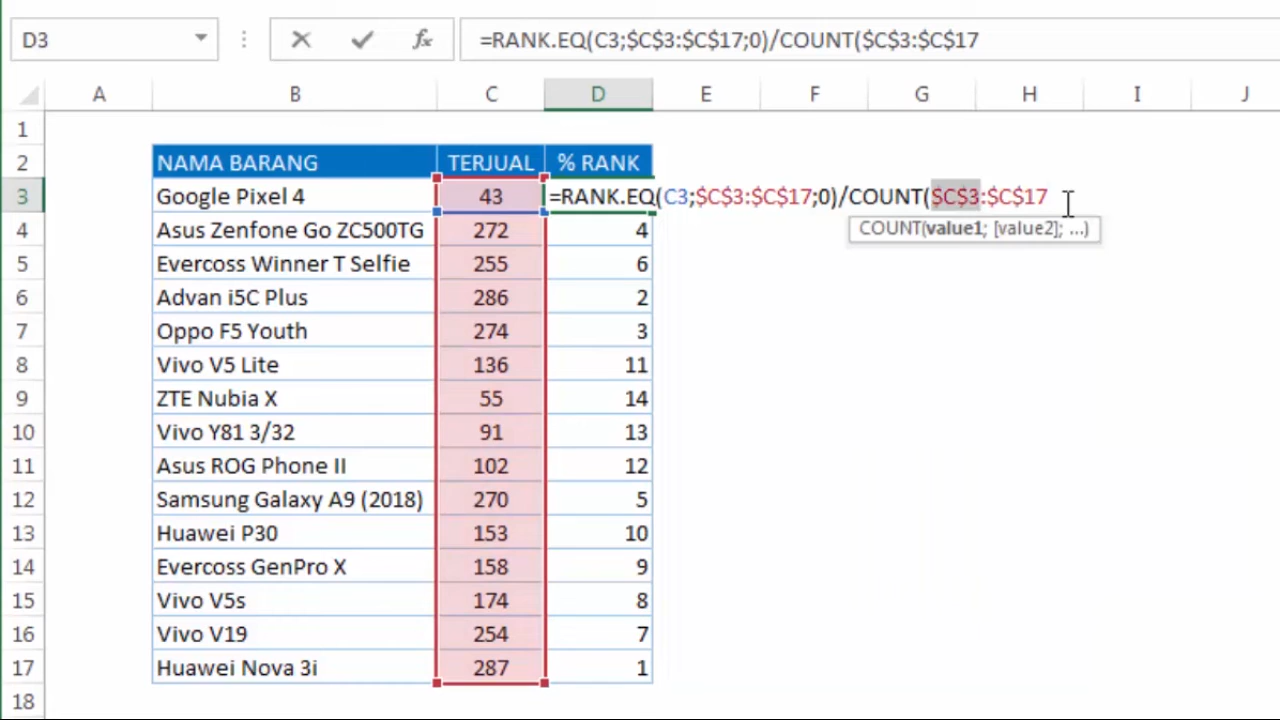 D3 fx =RANK.EQ(C3;$C$3:$C$17;0)/COUNT($C$3:$C$17
A B C D E F G H I J
1
2 NAMA BARANG TERJUAL % RANK
3 Google Pixel 4 43 =RANK.EQ(C3;$C$3:$C$17;0)/COUNT($C$3:$C$17
COUNT(value1; [value2]; ...)
4 Asus Zenfone Go ZC500TG 272 4
5 Evercoss Winner T Selfie 255 6
6 Advan i5C Plus 286 2
7 Oppo F5 Youth 274 3
8 Vivo V5 Lite 136 11
9 ZTE Nubia X 55 14
10 Vivo Y81 3/32 91 13
11 Asus ROG Phone II 102 12
12 Samsung Galaxy A9 (2018) 270 5
13 Huawei P30 153 10
14 Evercoss GenPro X 158 9
15 Vivo V5s 174 8
16 Vivo V19 254 7
17 Huawei Nova 3i 287 1
18